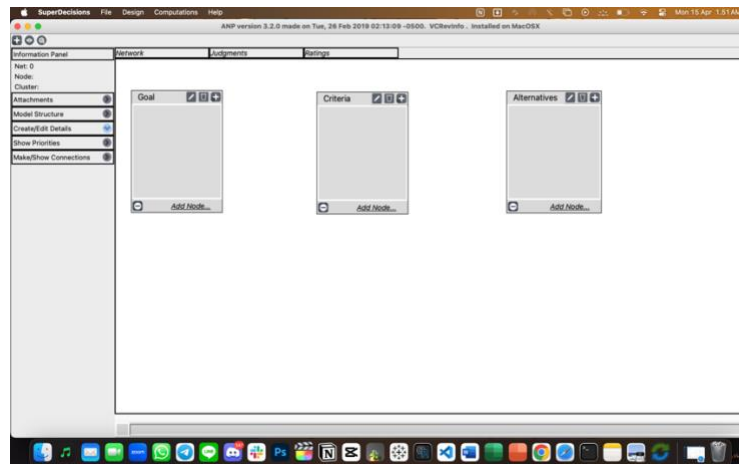 SuperDecisions File Design Computations Help Mon 15 Apr 1.51 AM
ANP version 3.2.0 made on Tue, 26 Feb 2019 02:13:09 -0500. VCRevInfo . Installed on MacOSX
Information Panel Network Judgments Ratings
Net: 0
Node:
Cluster:
Attachments
Model Structure
Create/Edit Details
Show Priorities
Make/Show Connections
Goal Criteria Alternatives
Add Node... Add Node... Add Node...
zoom LINE Ps